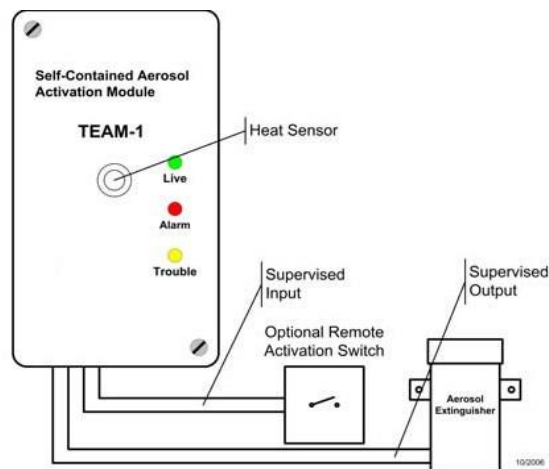 Self-Contained Aerosol
Activation Module
TEAM-1
Heat Sensor
Live
Alarm
Trouble
Supervised
Input
Supervised
Output
Optional Remote
Activation Switch
Aerosol
Extinguisher
10/2006